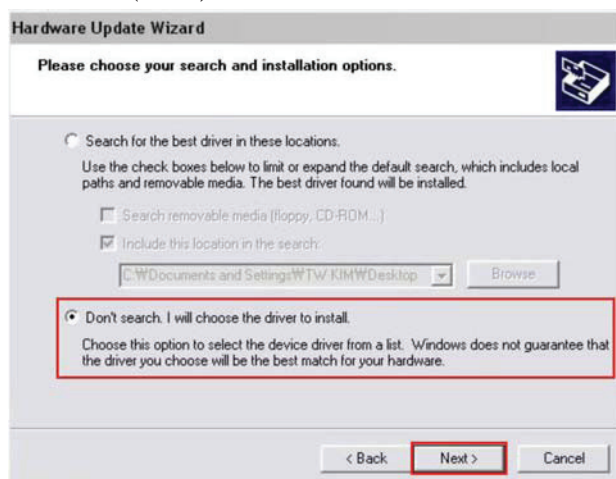 Hardware Update Wizard
Please choose your search and installation options.
Search for the best driver in these locations.
Use the check boxes below to limit or expand the default search, which includes local
paths and removable media. The best driver found will be installed.
Search removable media (floppy, CD-ROM...)
Include this location in the search:
C:₩Documents and Settings₩TW KIM₩Desktop
Browse
Don't search. I will choose the driver to install.
Choose this option to select the device driver from a list. Windows does not guarantee that
the driver you choose will be the best match for your hardware.
< Back
Next >
Cancel